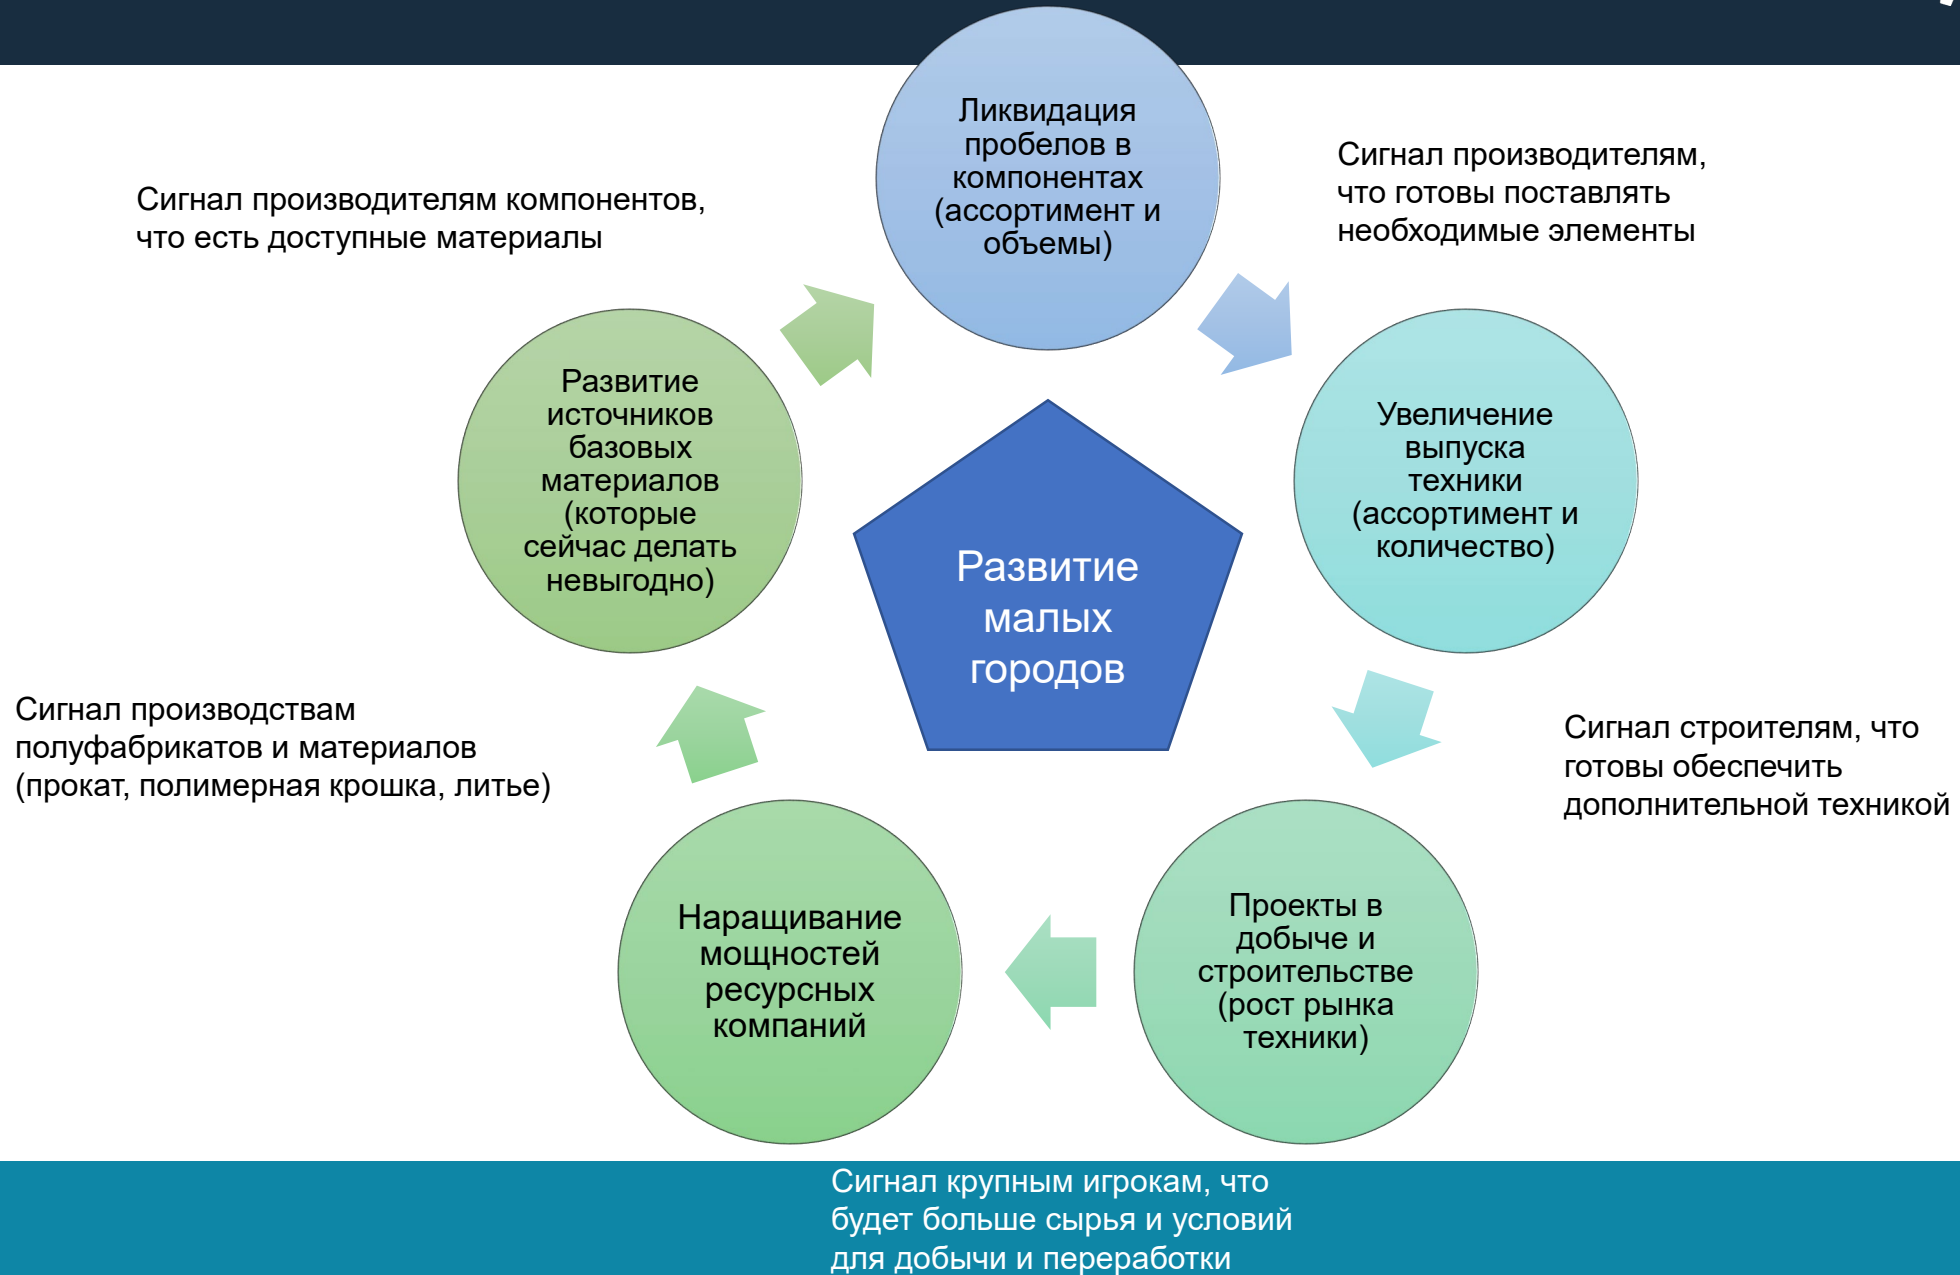 Ликвидация
пробелов в
компонентах
(ассортимент и
объемы)
Сигнал производителям,
что готовы поставлять
необходимые элементы
Увеличение
выпуска
техники
(ассортимент и
количество)
Сигнал строителям, что
готовы обеспечить
дополнительной техникой
Проекты в
добыче и
строительстве
(рост рынка
техники)
Сигнал крупным игрокам, что
будет больше сырья и условий
для добычи и переработки
Наращивание
мощностей
ресурсных
компаний
Сигнал производствам
полуфабрикатов и материалов
(прокат, полимерная крошка, литье)
Развитие
источников
базовых
материалов
(которые
сейчас делать
невыгодно)
Сигнал производителям компонентов,
что есть доступные материалы
Развитие
малых
городов